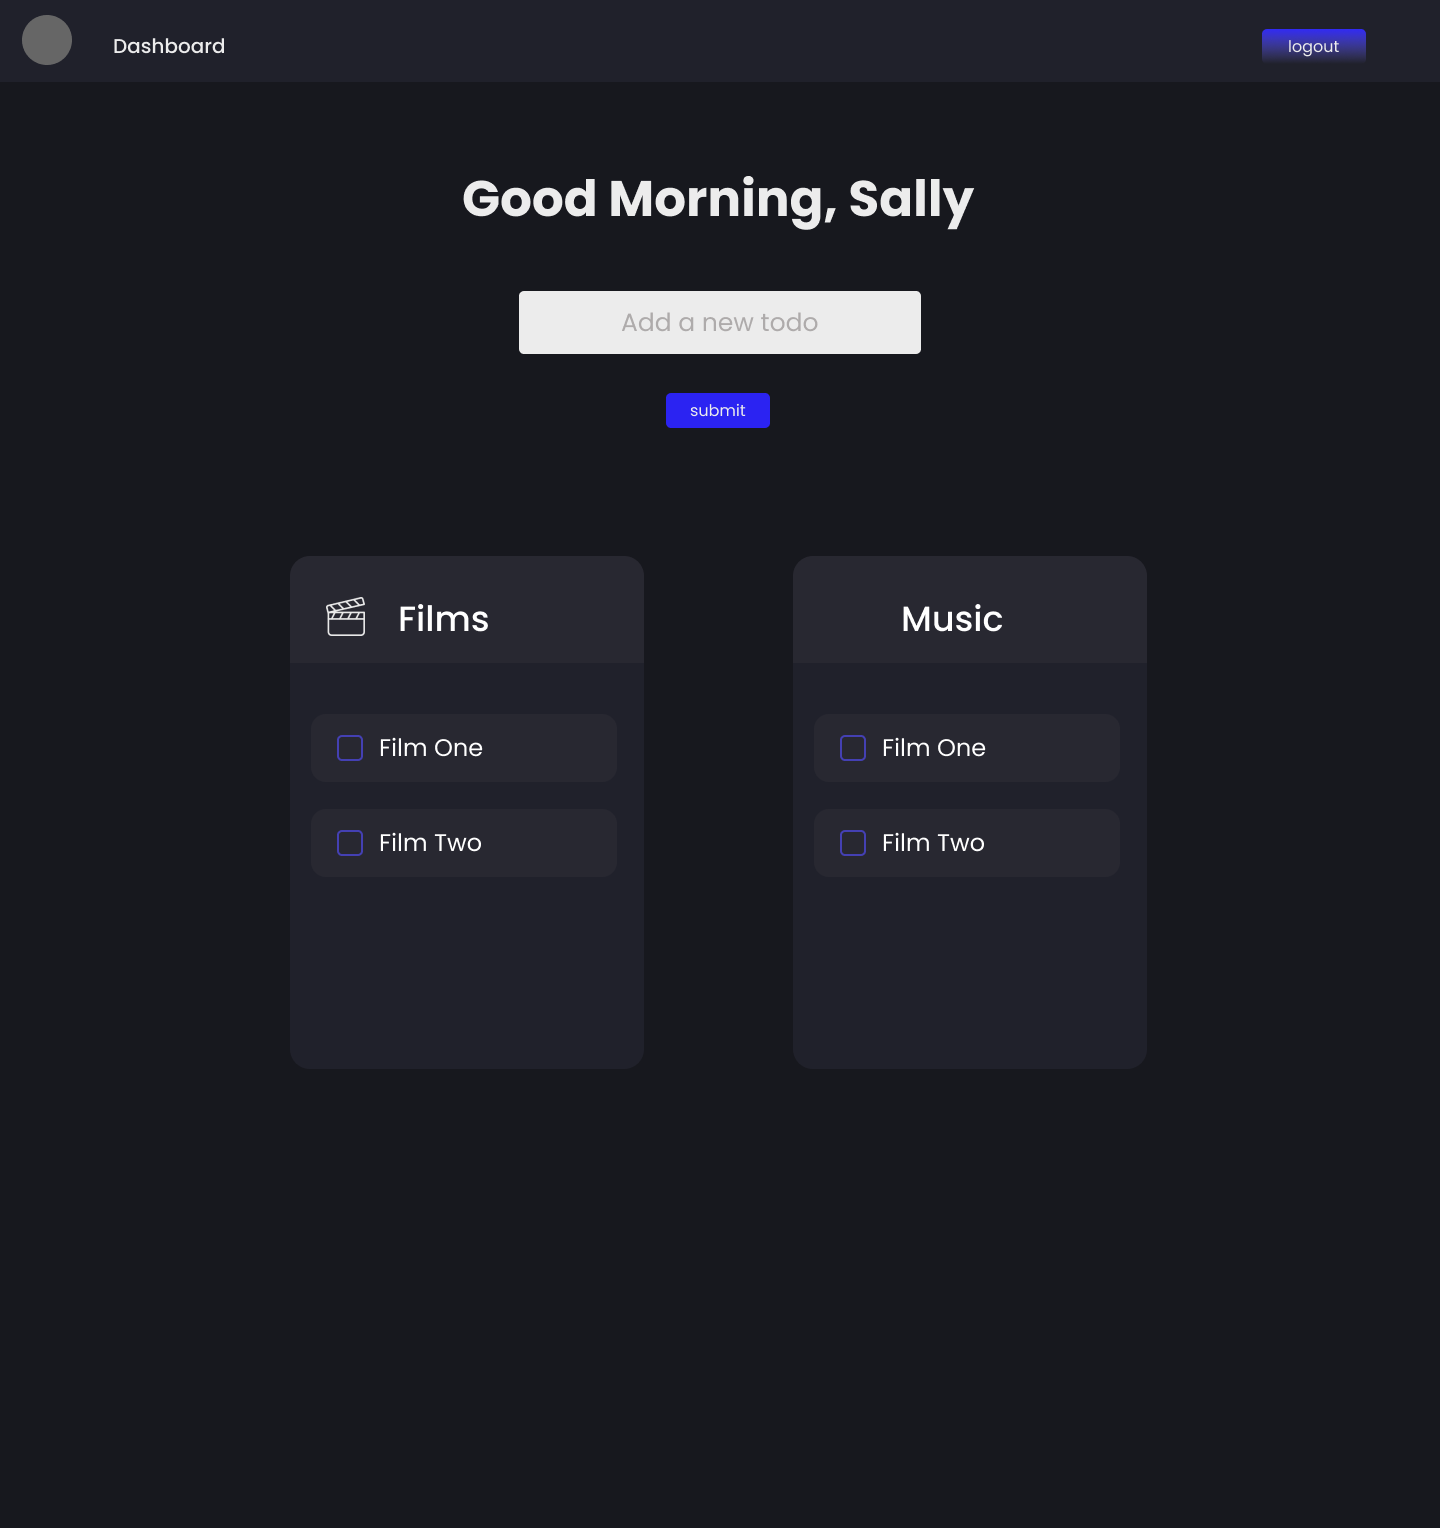 Dashboard
logout
Good Morning, Sally
Add a new todo
submit
Films
Film One
Film Two
Music
Film One
Film Two